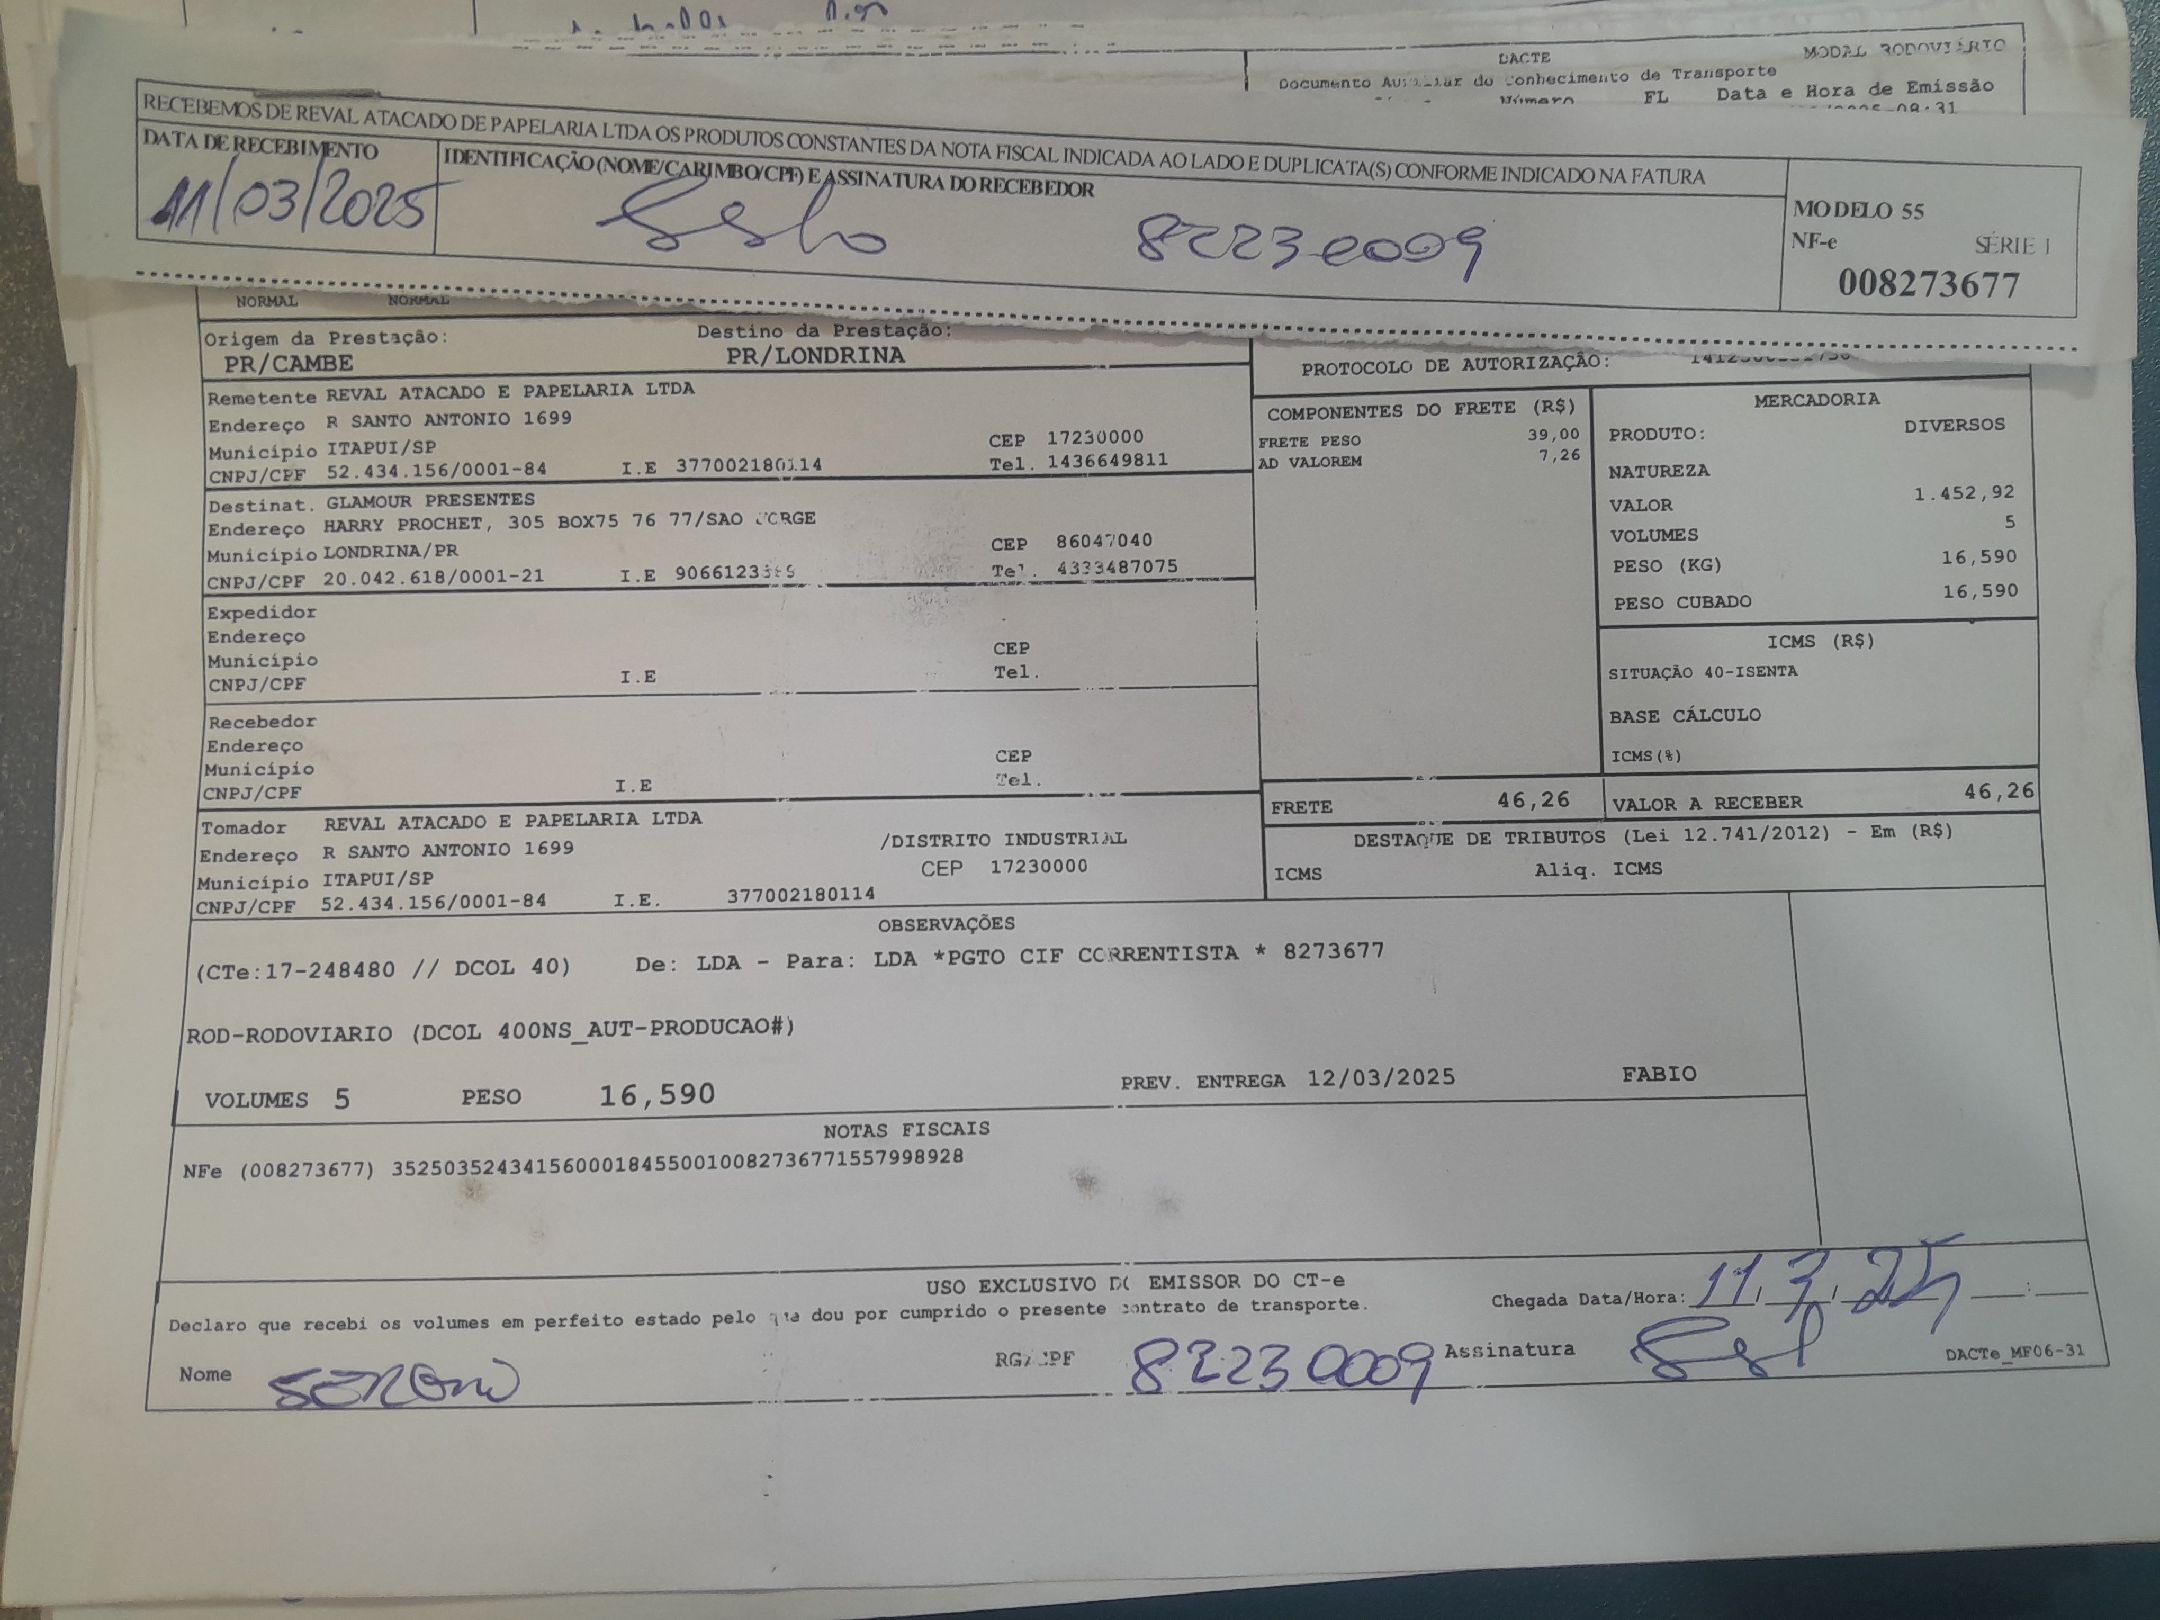 DACTE
MODAL RODOVIÁRIO
Documento Auxiliar do Conhecimento de Transporte
Número FL Data e Hora de Emissão
RECEBEMOS DE REVAL ATACADO DE PAPELARIA LTDA OS PRODUTOS CONSTANTES DA NOTA FISCAL INDICADA AO LADO E DUPLICATA(S) CONFORME INDICADO NA FATURA
DATA DE RECEBIMENTO
IDENTIFICAÇÃO (NOME/CARIMBO/CPF) E ASSINATURA DO RECEBEDOR
11/03/2025
82230009
MODELO 55
NF-e SÉRIE 1
008273677
NORMAL NORMAL
Origem da Prestação: Destino da Prestação:
PR/CAMBE PR/LONDRINA
PROTOCOLO DE AUTORIZAÇÃO:
Remetente REVAL ATACADO E PAPELARIA LTDA
Endereço R SANTO ANTONIO 1699
Município ITAPUI/SP CEP 17230000
CNPJ/CPF 52.434.156/0001-84 I.E 377002180114 Tel. 1436649811
Destinat. GLAMOUR PRESENTES
Endereço HARRY PROCHET, 305 BOX75 76 77/SAO JORGE
Município LONDRINA/PR CEP 86047040
CNPJ/CPF 20.042.618/0001-21 I.E Tel. 4333487075
Expedidor
Endereço
Município CEP
CNPJ/CPF I.E Tel.
Recebedor
Endereço
Município CEP
CNPJ/CPF I.E Tel.
Tomador REVAL ATACADO E PAPELARIA LTDA
Endereço R SANTO ANTONIO 1699 /DISTRITO INDUSTRIAL
Município ITAPUI/SP CEP 17230000
CNPJ/CPF 52.434.156/0001-84 I.E. 377002180114
COMPONENTES DO FRETE (R$)
FRETE PESO 39,00
AD VALOREM 7,26
MERCADORIA
PRODUTO: DIVERSOS
NATUREZA
VALOR 1.452,92
VOLUMES 5
PESO (KG) 16,590
PESO CUBADO 16,590
ICMS (R$)
SITUAÇÃO 40-ISENTA
BASE CÁLCULO
ICMS(%)
FRETE 46,26 VALOR A RECEBER 46,26
DESTAQUE DE TRIBUTOS (Lei 12.741/2012) - Em (R$)
ICMS Aliq. ICMS
OBSERVAÇÕES
(CTe:17-248480 // DCOL 40) De: LDA - Para: LDA *PGTO CIF CORRENTISTA * 8273677
ROD-RODOVIARIO (DCOL 400NS_AUT-PRODUCAO#)
VOLUMES 5 PESO 16,590 PREV. ENTREGA 12/03/2025 FABIO
NOTAS FISCAIS
NFe (008273677) 35250352434156000184550010082736771557998928
USO EXCLUSIVO DO EMISSOR DO CT-e
Declaro que recebi os volumes em perfeito estado pelo que dou por cumprido o presente contrato de transporte.
Chegada Data/Hora: 11/3/25
Nome RG/CPF 82230009 Assinatura
DACTe_MF06-31